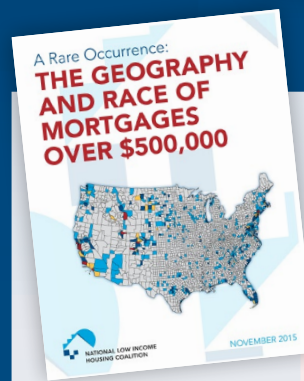 A Rare Occurrence:
THE GEOGRAPHY
AND RACE OF
MORTGAGES
OVER $500,000
NATIONAL LOW INCOME
HOUSING COALITION
NOVEMBER 2015